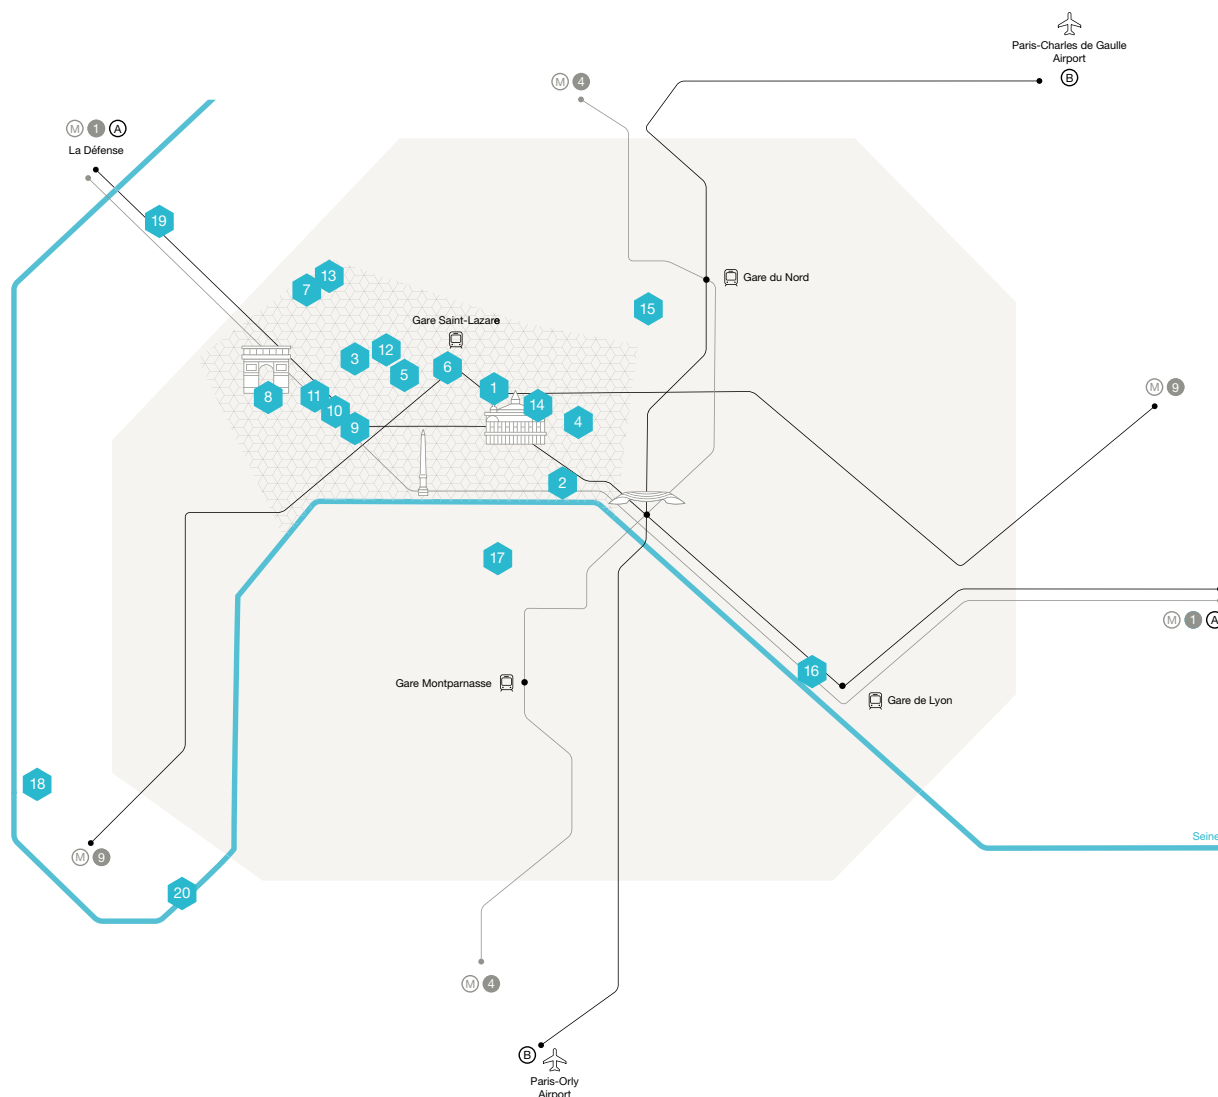 Paris-Charles de Gaulle
Airport
B
M 4
M 1 A
La Défense
19
13
7
Gare du Nord
15
Gare Saint-Lazare
12
3
6
5
1
M 9
8
11
14
10
4
9
2
17
M 1 A
16
Gare Montparnasse
Gare de Lyon
18
Seine
M 9
20
M 4
B
Paris-Orly
Airport